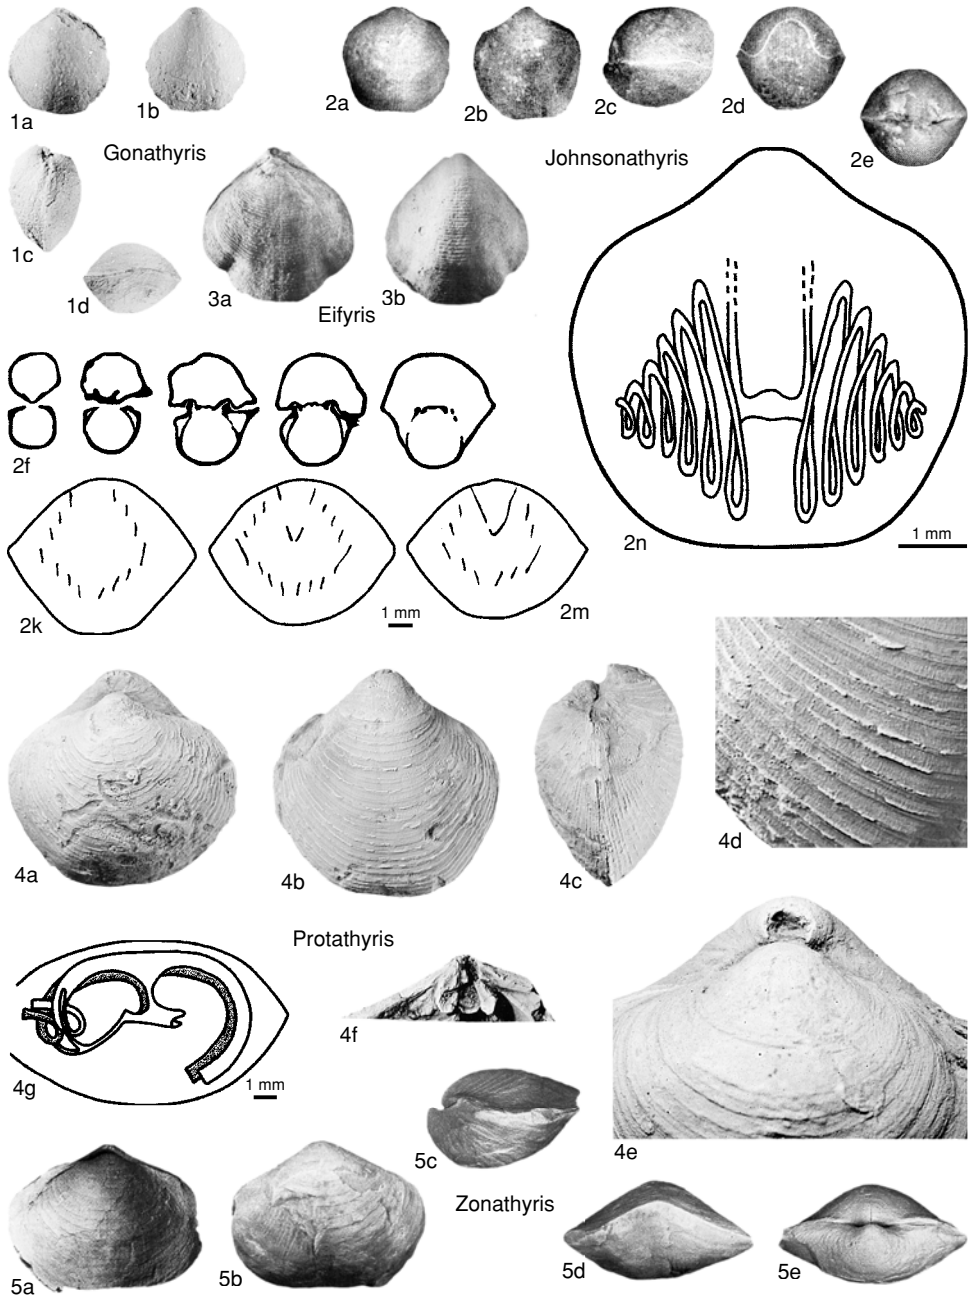 1a
1b
2a
2b
2c
2d
2e
Gonathyris
Johnsonathyris
1c
1d
3a
3b
Eifyris
2f
2n
1 mm
2k
1 mm
2m
4a
4b
4c
4d
Protathyris
4g
1 mm
4f
4e
5c
Zonathyris
5a
5b
5d
5e